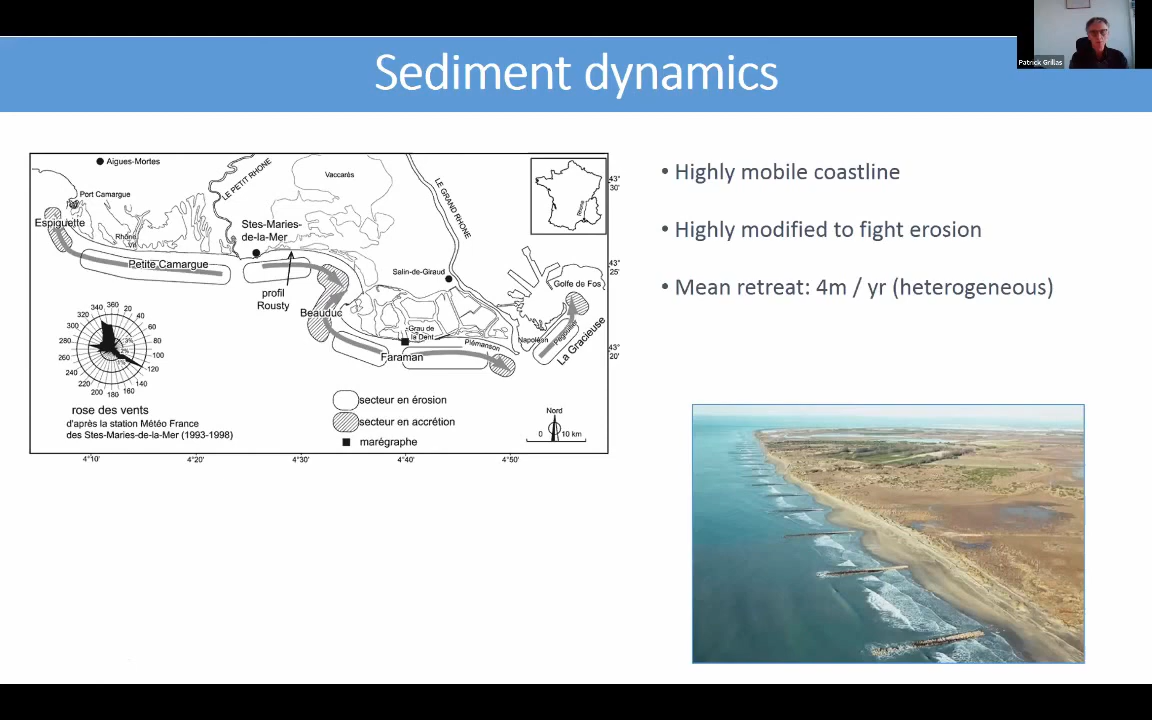 Patrick Grillas
Sediment dynamics
Aigues-Mortes
Port Camargue
Espiguette
Rhône
Vif
LE PETIT RHONE
Vaccarès
LE GRAND RHONE
Stes-Maries-
de-la-Mer
Petite Camargue
profil
Rousty
Salin-de-Giraud
Beauduc
Grau de
la Dent
Faraman
Piémanson
Napoléon
Pégoulier
La Gracieuse
Golfe de Fos
43°
30'
43°
25'
43°
20'
360
340
20
320
40
300
60
280
80
260
100
240
120
220
140
200
180
160
3%
rose des vents
d'après la station Météo France
des Stes-Maries-de-la-Mer (1993-1998)
secteur en érosion
secteur en accrétion
marégraphe
Nord
0
10 km
4°10'
4°20'
4°30'
4°40'
4°50'
• Highly mobile coastline
• Highly modified to fight erosion
• Mean retreat: 4m / yr (heterogeneous)